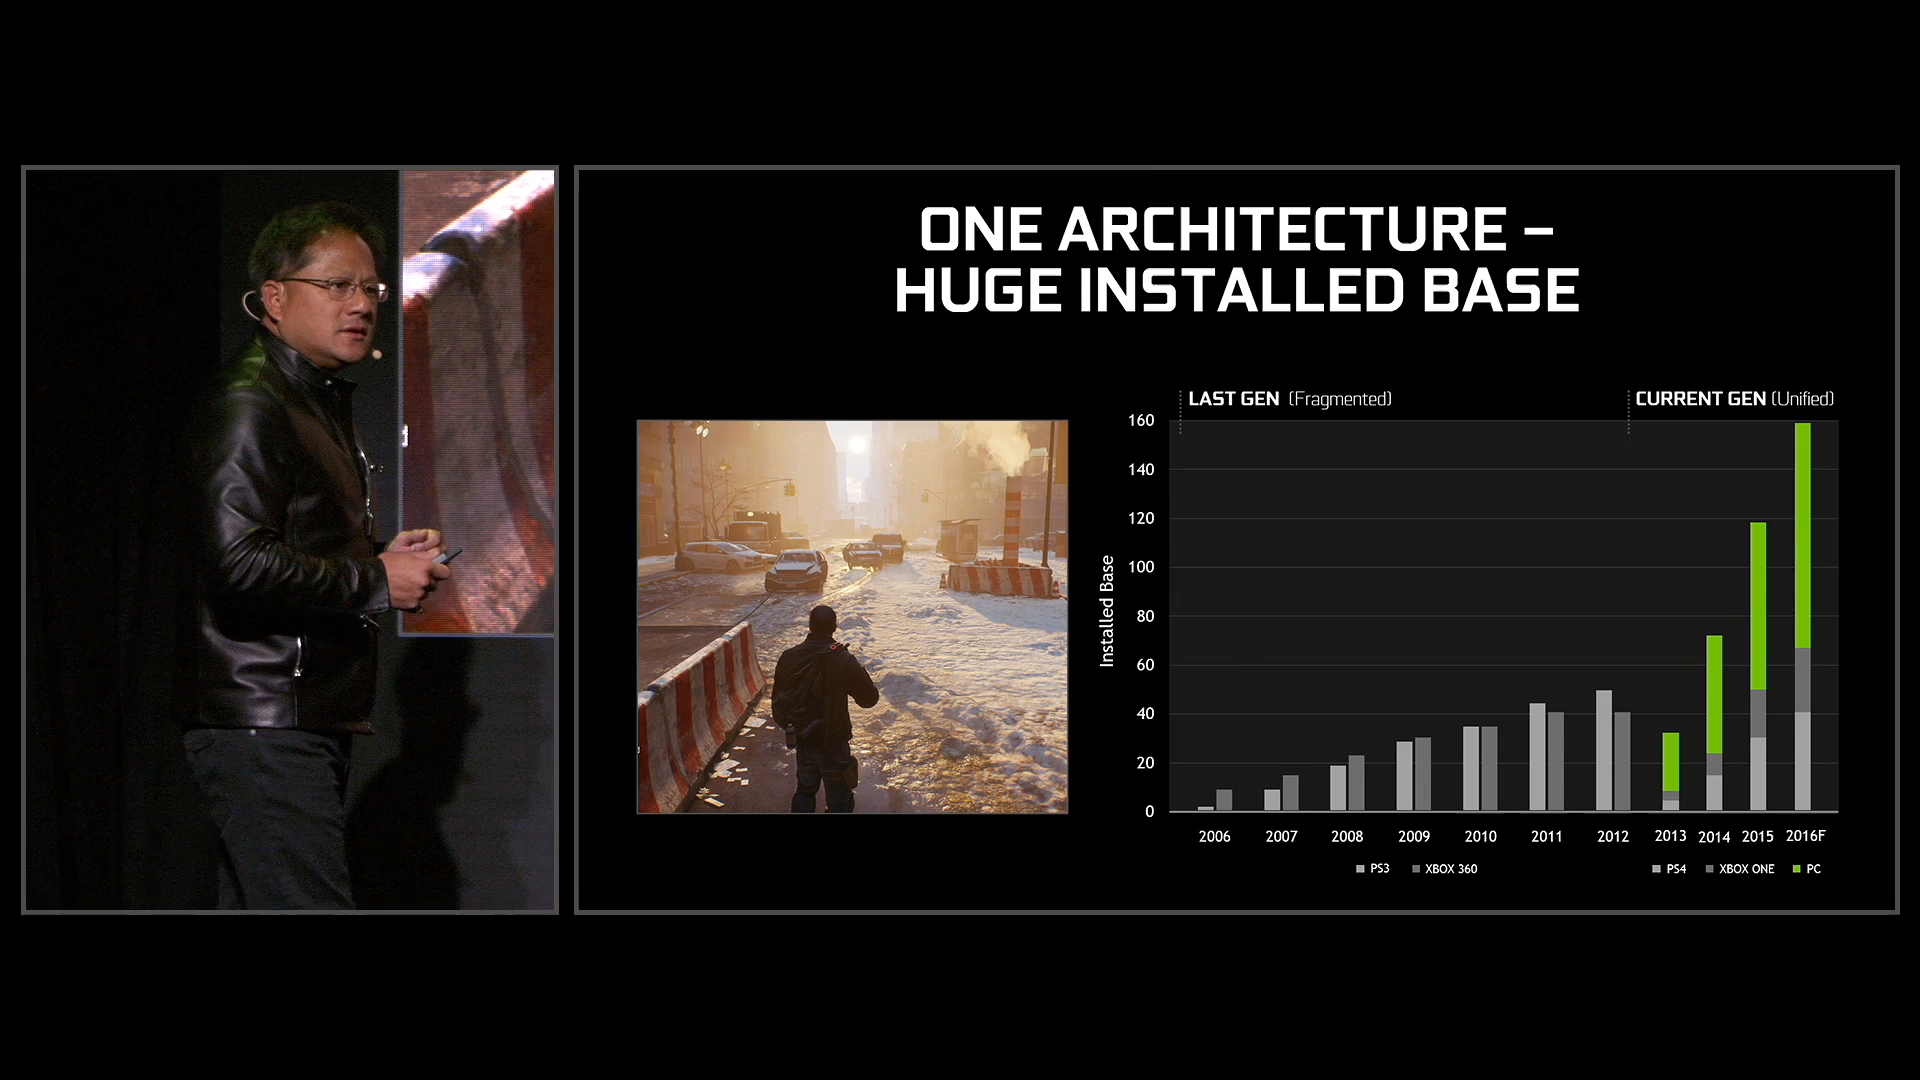 ONE ARCHITECTURE –
HUGE INSTALLED BASE
LAST GEN (Fragmented)
CURRENT GEN (Unified)
Installed Base
160
140
120
100
80
60
40
20
0
2006 2007 2008 2009 2010 2011 2012 2013 2014 2015 2016F
PS3 XBOX 360
PS4 XBOX ONE PC